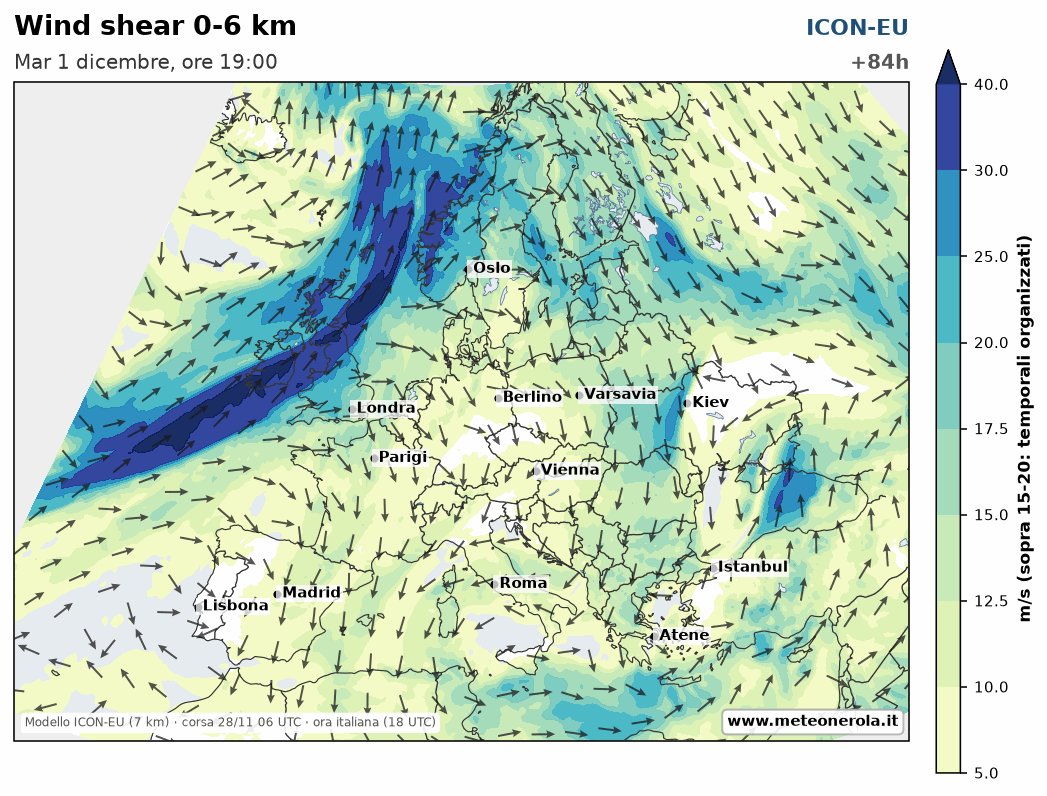 Wind shear 0-6 km
ICON-EU
Mar 1 dicembre, ore 19:00
+84h
40.0
30.0
25.0
20.0
17.5
15.0
12.5
10.0
5.0
m/s (sopra 15-20: temporali organizzati)
Oslo
Berlino
Varsavia
Kiev
Londra
Parigi
Vienna
Istanbul
Roma
Madrid
Lisbona
Atene
Modello ICON-EU (7 km) · corsa 28/11 06 UTC · ora italiana (18 UTC)
www.meteonerola.it